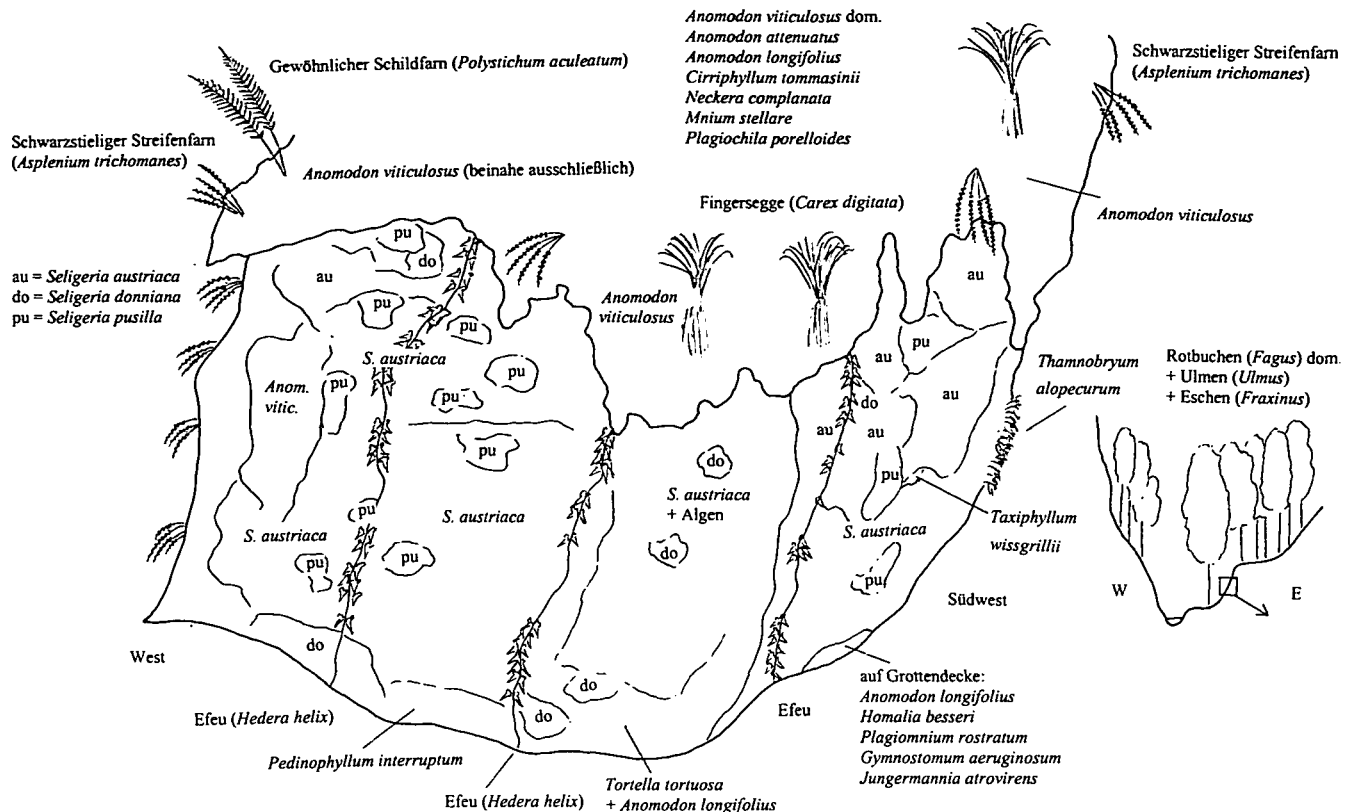 Anomodon viticulosus dom.
Anomodon attenuatus
Anomodon longifolius
Cirriphyllum tommasinii
Neckera complanata
Mnium stellare
Plagiochila porelloides
Gewöhnlicher Schildfarn (Polystichum aculeatum)
Schwarzstieliger Streifenfarn
(Asplenium trichomanes)
Schwarzstieliger Streifenfarn
(Asplenium trichomanes)
Anomodon viticulosus (beinahe ausschließlich)
Fingersegge (Carex digitata)
Anomodon viticulosus
au = Seligeria austriaca
do = Seligeria donniana
pu = Seligeria pusilla
pu
do
au
pu
pu
S. austriaca
pu
pu
pu
Anom.
vitic.
pu
pu
S. austriaca
pu
S. austriaca
pu
do
Anomodon
viticulosus
do
S. austriaca
+ Algen
do
do
do
au
au
pu
do
au
au
au
pu
S. austriaca
pu
Thamnobryum
alopecurum
Taxiphyllum
wissgrillii
Rotbuchen (Fagus) dom.
+ Ulmen (Ulmus)
+ Eschen (Fraxinus)
W
E
West
Südwest
Efeu (Hedera helix)
Pedinophyllum interruptum
Efeu (Hedera helix)
Tortella tortuosa
+ Anomodon longifolius
Efeu
auf Grottendecke:
Anomodon longifolius
Homalia besseri
Plagiomnium rostratum
Gymnostomum aeruginosum
Jungermannia atrovirens